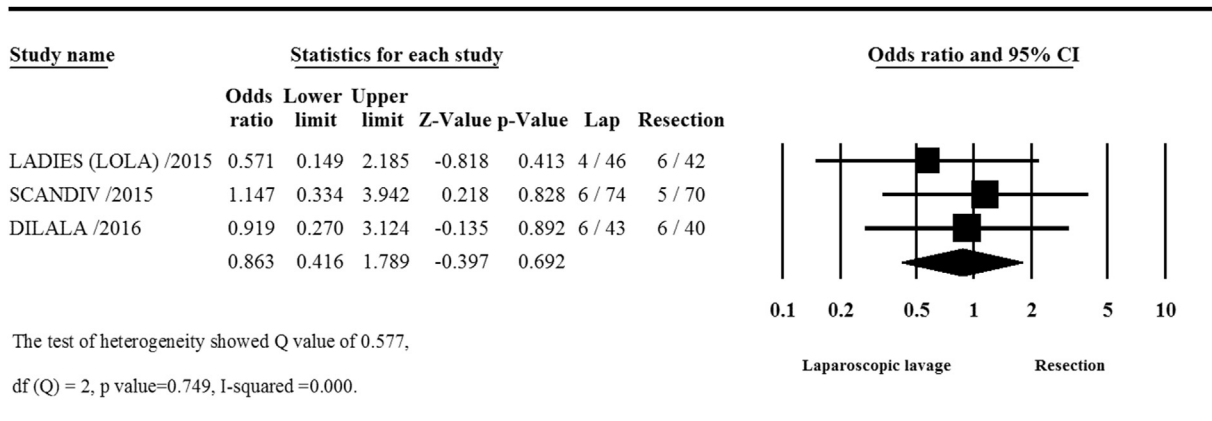 Study name Statistics for each study Odds ratio and 95% CI
Odds Lower Upper
ratio limit limit Z-Value p-Value Lap Resection
LADIES (LOLA) /2015 0.571 0.149 2.185 -0.818 0.413 4 / 46 6 / 42
SCANDIV /2015 1.147 0.334 3.942 0.218 0.828 6 / 74 5 / 70
DILALA /2016 0.919 0.270 3.124 -0.135 0.892 6 / 43 6 / 40
0.863 0.416 1.789 -0.397 0.692
0.1 0.2 0.5 1 2 5 10
The test of heterogeneity showed Q value of 0.577,
Laparoscopic lavage Resection
df (Q) = 2, p value=0.749, I-squared =0.000.